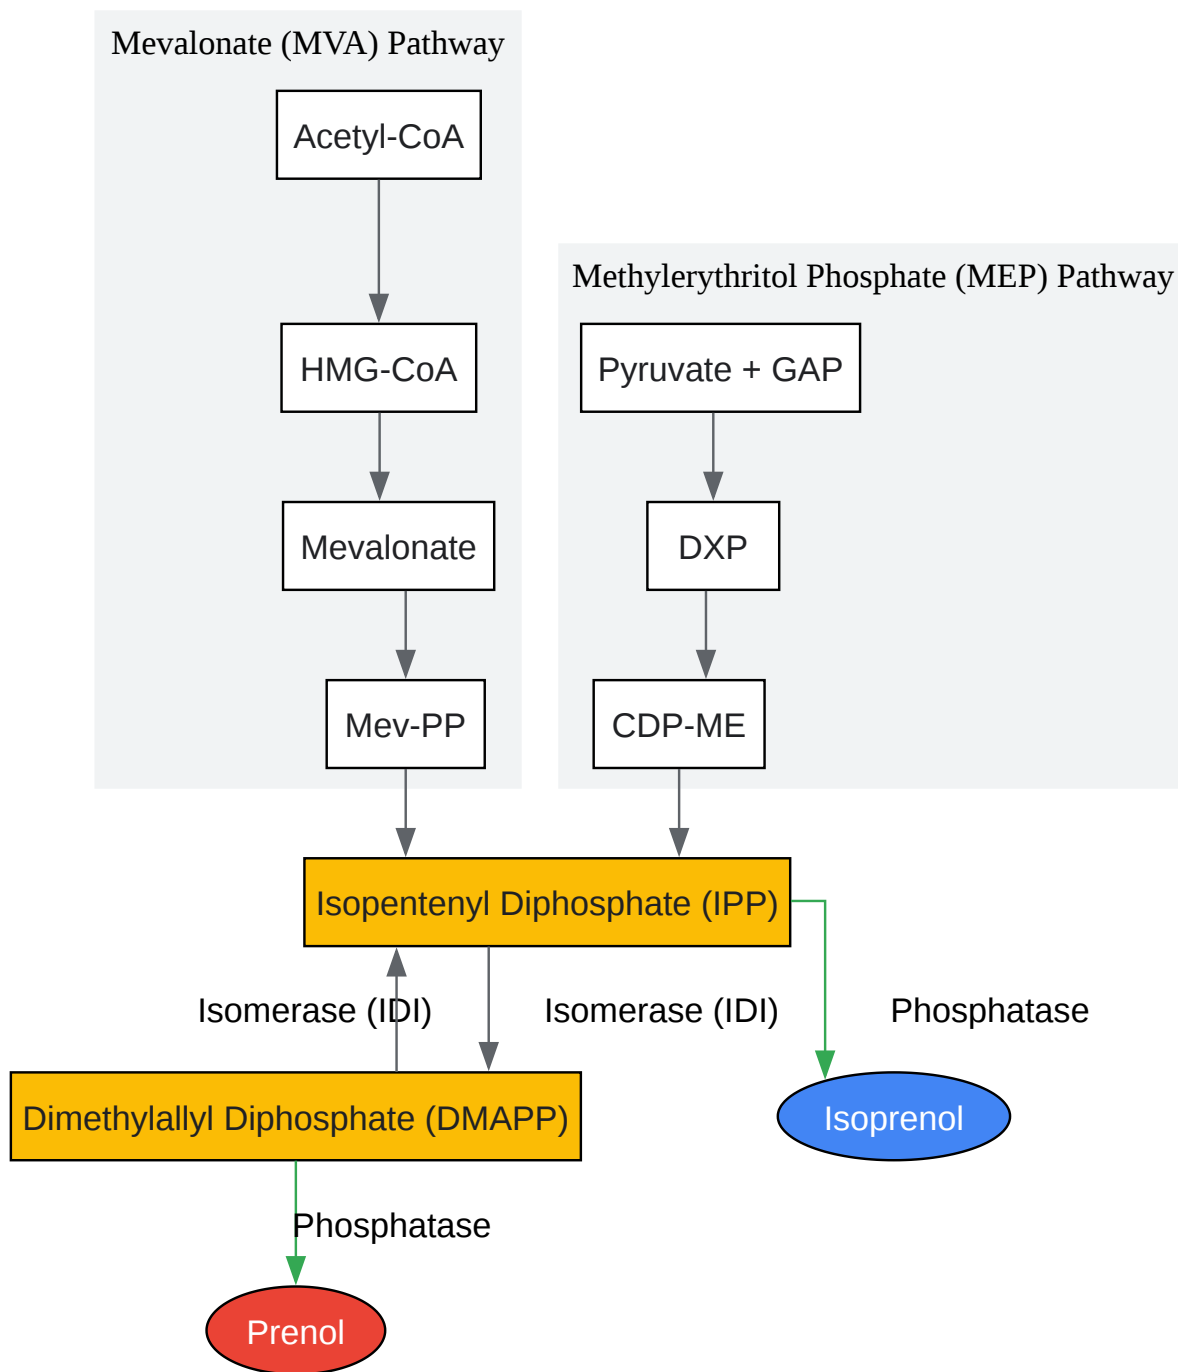 Mevalonate (MVA) Pathway
Acetyl-CoA
Methylerythritol Phosphate (MEP) Pathway
HMG-CoA
Pyruvate + GAP
Mevalonate
DXP
Mev-PP
CDP-ME
Isopentenyl Diphosphate (IPP)
Isomerase (IDI)
Isomerase (IDI)
Phosphatase
Dimethylallyl Diphosphate (DMAPP)
Isoprenol
Phosphatase
Prenol